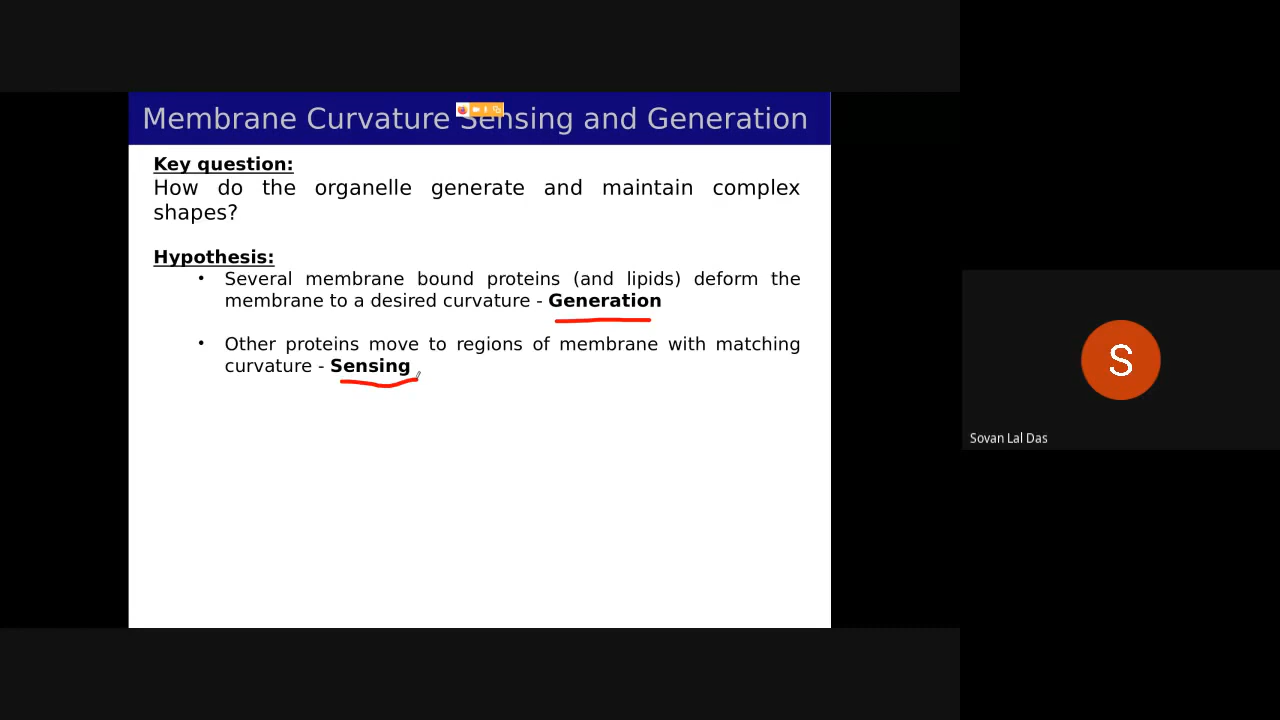 Membrane Curvature Sensing and Generation
Key question:
How do the organelle generate and maintain complex
shapes?
Hypothesis:
• Several membrane bound proteins (and lipids) deform the
membrane to a desired curvature - Generation
• Other proteins move to regions of membrane with matching
curvature - Sensing
S
Sovan Lal Das